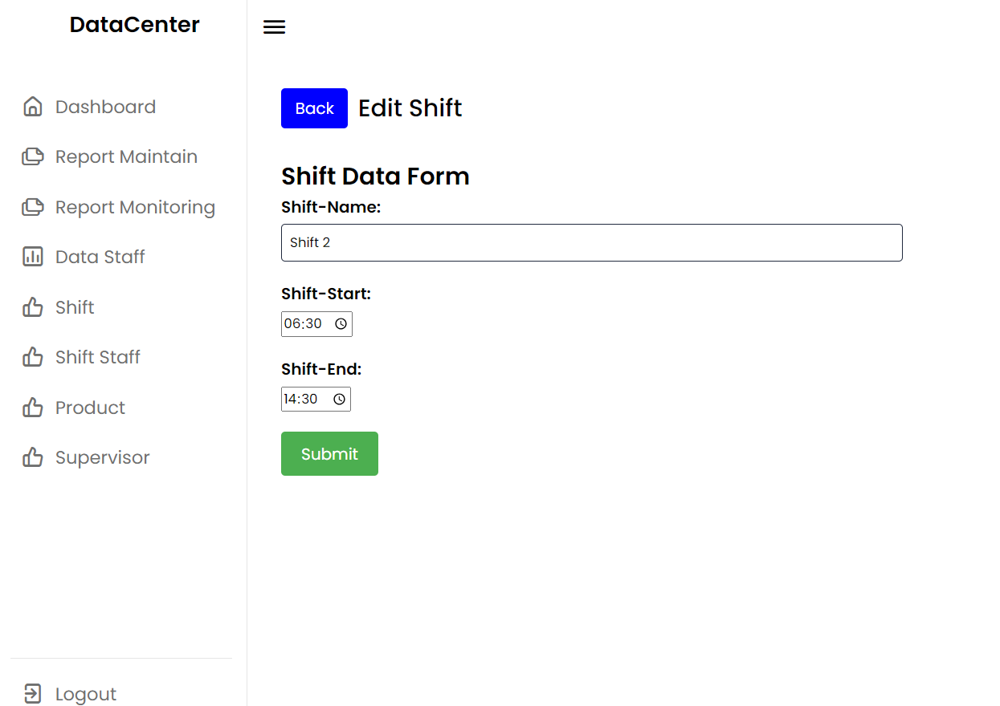 DataCenter
Dashboard
Report Maintain
Report Monitoring
Data Staff
Shift
Shift Staff
Product
Supervisor
Logout
Back
Edit Shift
Shift Data Form
Shift-Name:
Shift 2
Shift-Start:
06:30
Shift-End:
14:30
Submit